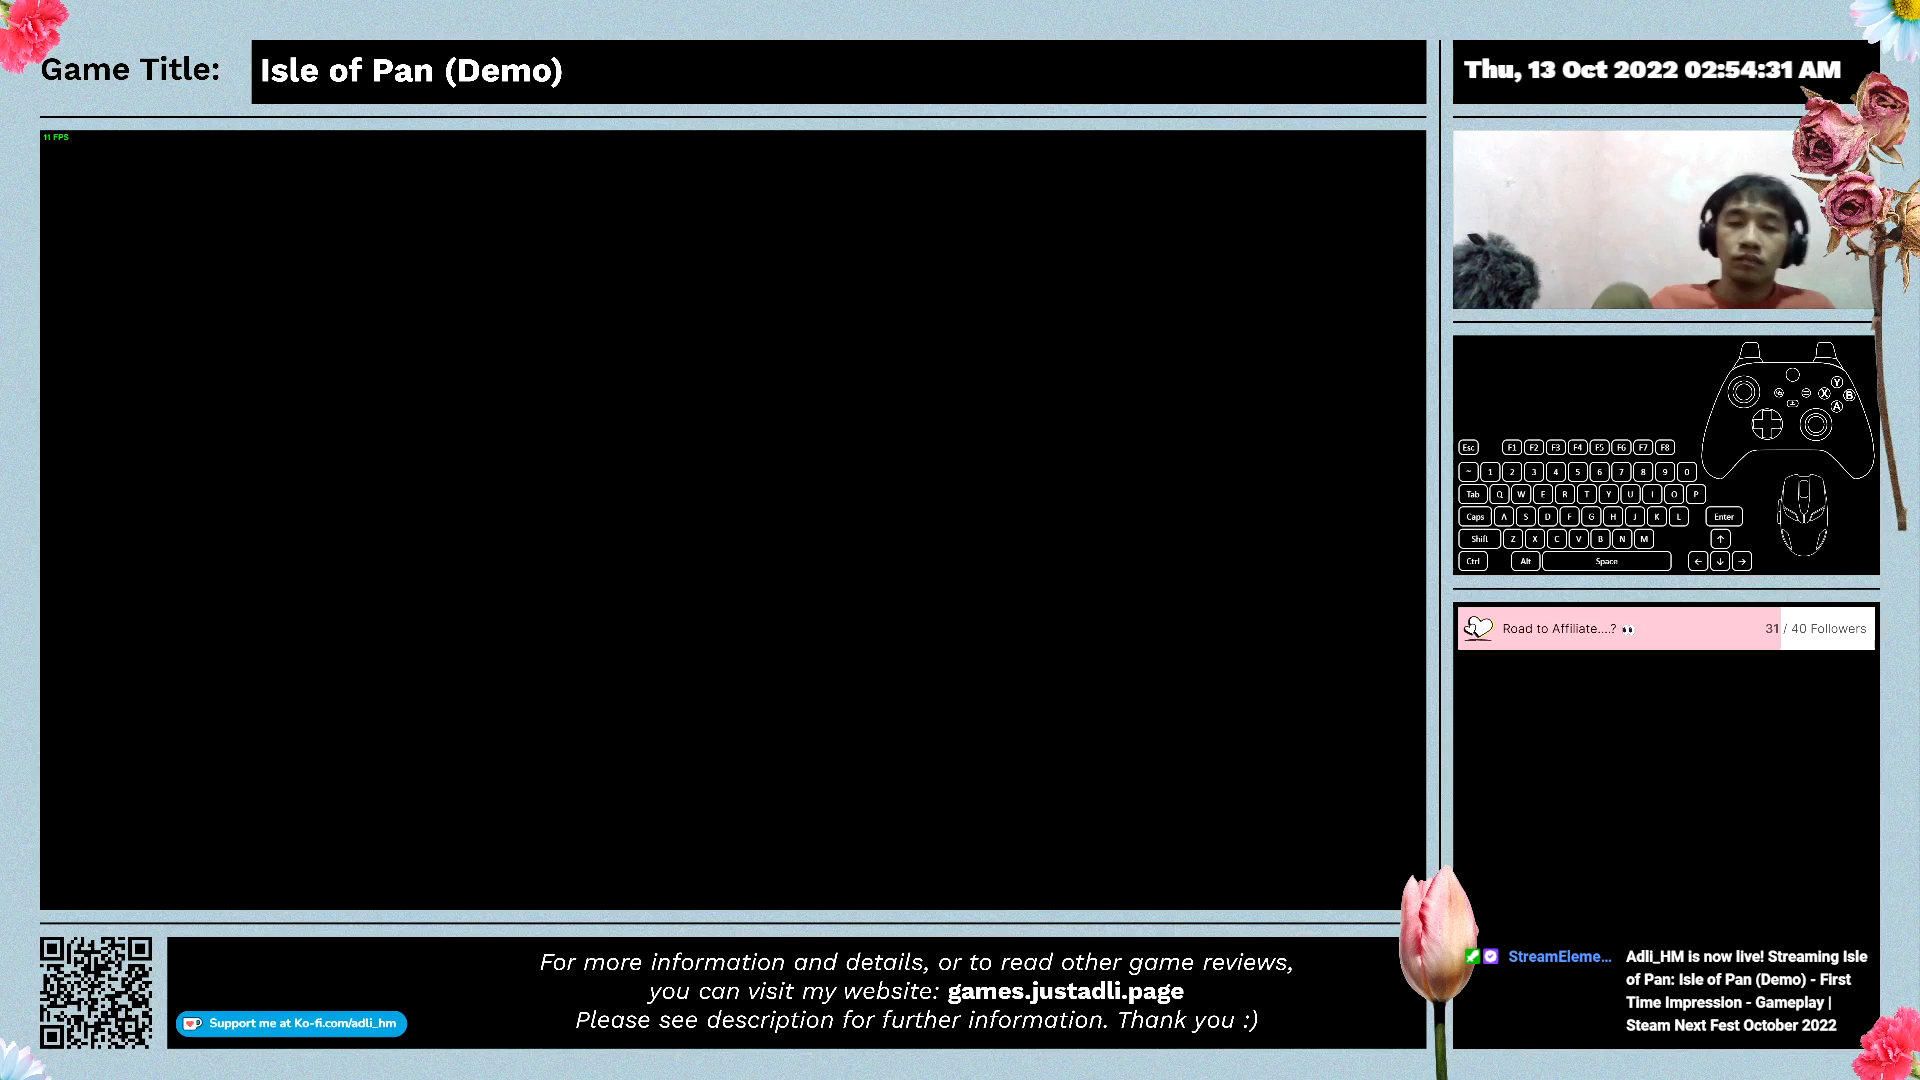 Game Title:
Isle of Pan (Demo)
Thu, 13 Oct 2022 02:54:31 AM
11 FPS
Y
X
B
A
Esc F1 F2 F3 F4 F5 F6 F7 F8
~ 1 2 3 4 5 6 7 8 9 0
Tab Q W E R T Y U I O P
Caps A S D F G H J K L Enter
Shift Z X C V B N M ↑
Ctrl Alt Space ← ↓ →
Road to Affiliate....? 👀 31 / 40 Followers
StreamEleme... Adli_HM is now live! Streaming Isle
of Pan: Isle of Pan (Demo) - First
Time Impression - Gameplay |
Steam Next Fest October 2022
For more information and details, or to read other game reviews,
you can visit my website: games.justadli.page
Please see description for further information. Thank you :)
Support me at Ko-fi.com/adli_hm